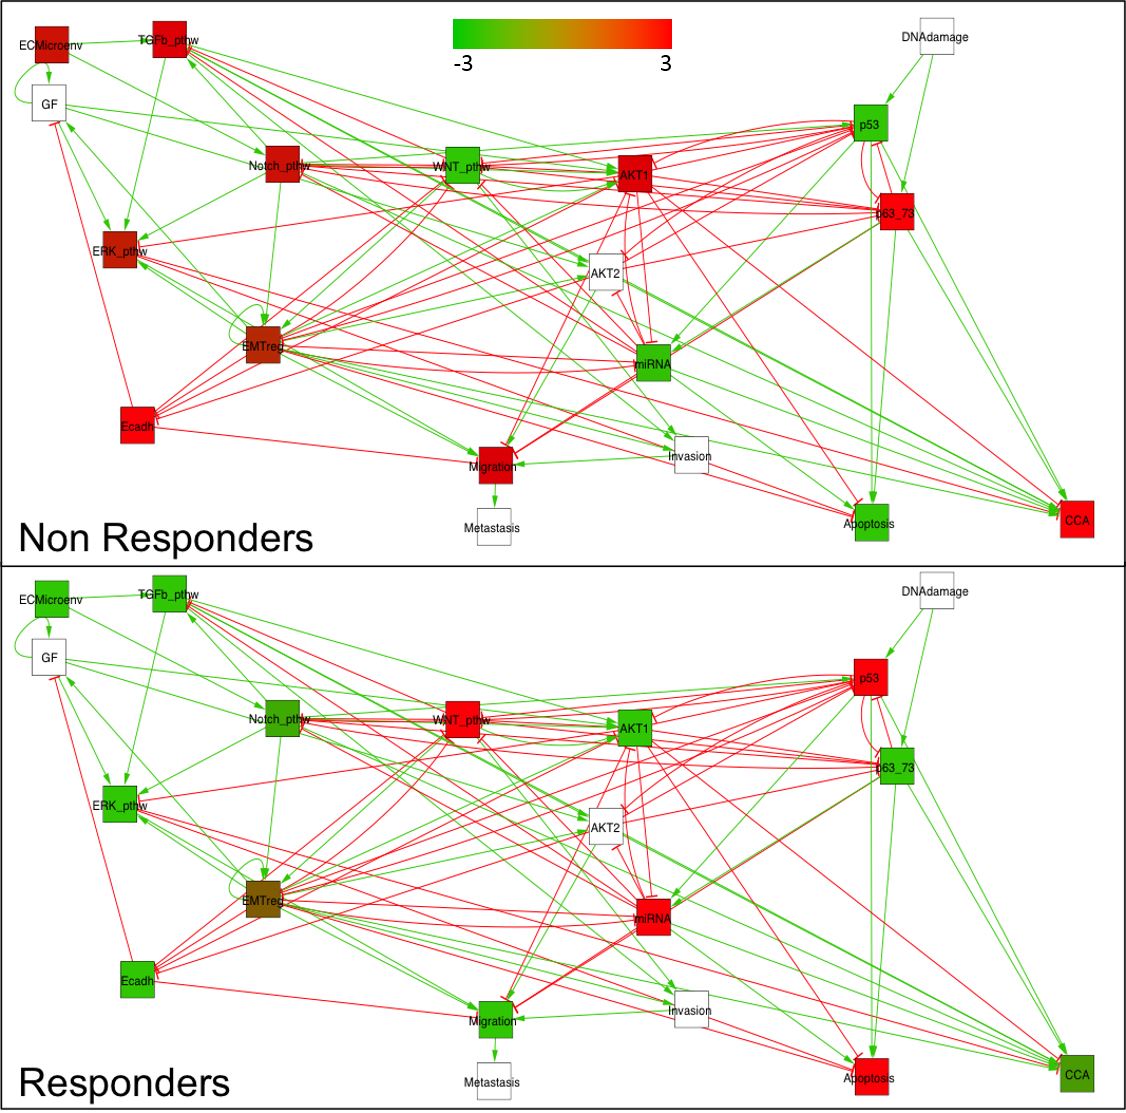 ECMicroenv
TGFb_pthw
-3
3
DNAdamage
GF
p53
Notch_pthw
WNT_pthw
AKT1
p63_73
ERK_pthw
AKT2
EMTreg
miRNA
Ecadh
Migration
Invasion
Metastasis
Apoptosis
CCA
Non Responders
ECMicroenv
TGFb_pthw
DNAdamage
GF
p53
Notch_pthw
WNT_pthw
AKT1
p63_73
ERK_pthw
AKT2
EMTreg
miRNA
Ecadh
Migration
Invasion
Metastasis
Apoptosis
CCA
Responders